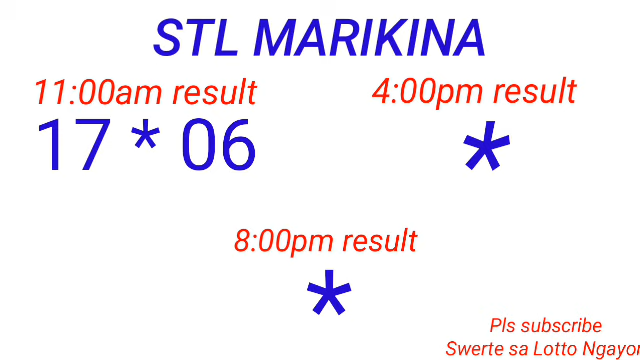 STL MARIKINA
11:00am result
4:00pm result
17 * 06
*
8:00pm result
*
Pls subscribe
Swerte sa Lotto Ngayon